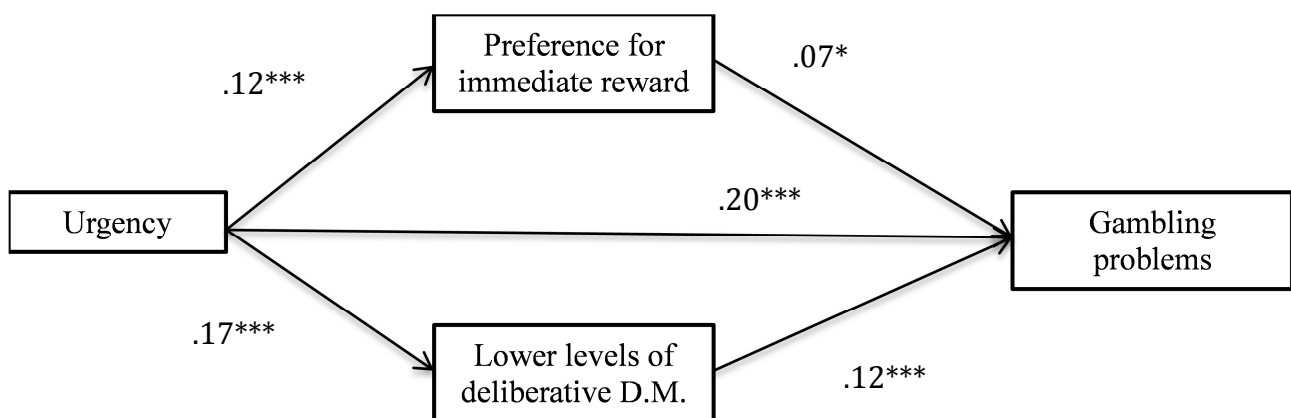 Preference for
immediate reward
.07*
.12***
.20***
Urgency
Gambling
problems
.17***
Lower levels of
deliberative D.M.
.12***